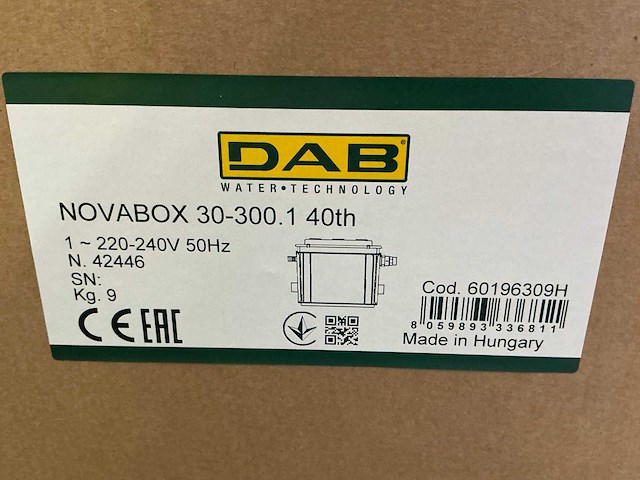 DAB®
WATER•TECHNOLOGY
NOVABOX 30-300.1 40th
1 ~ 220-240V 50Hz
N. 42446
SN:
Kg. 9
CE EAC
Cod. 60196309H
8 059893 336811
Made in Hungary